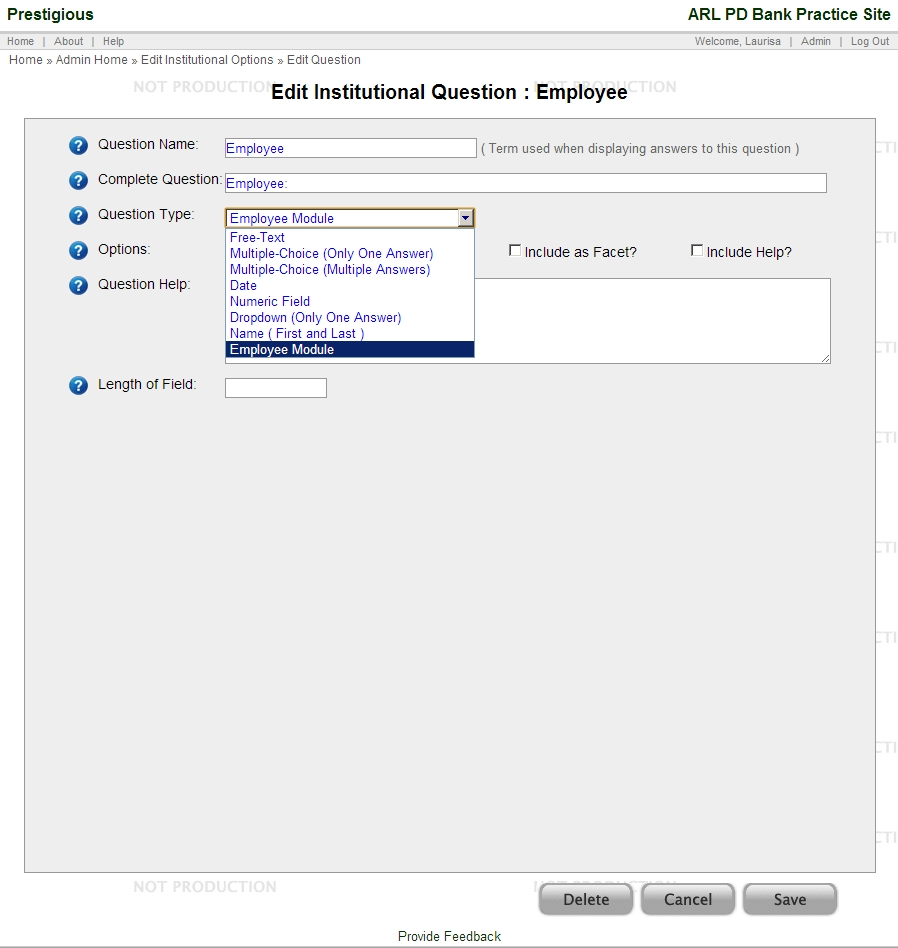 Prestigious ARL PD Bank Practice Site
Home | About | Help Welcome, Laurisa | Admin | Log Out
Home » Admin Home » Edit Institutional Options » Edit Question
NOT PRODUCTION
Edit Institutional Question : Employee
? Question Name: Employee ( Term used when displaying answers to this question )
? Complete Question: Employee:
? Question Type: Employee Module
Free-Text
? Options: Include as Facet? Include Help?
Multiple-Choice (Only One Answer)
Multiple-Choice (Multiple Answers)
? Question Help:
Date
Numeric Field
Dropdown (Only One Answer)
Name ( First and Last )
Employee Module
? Length of Field:
NOT PRODUCTION
Delete Cancel Save
Provide Feedback